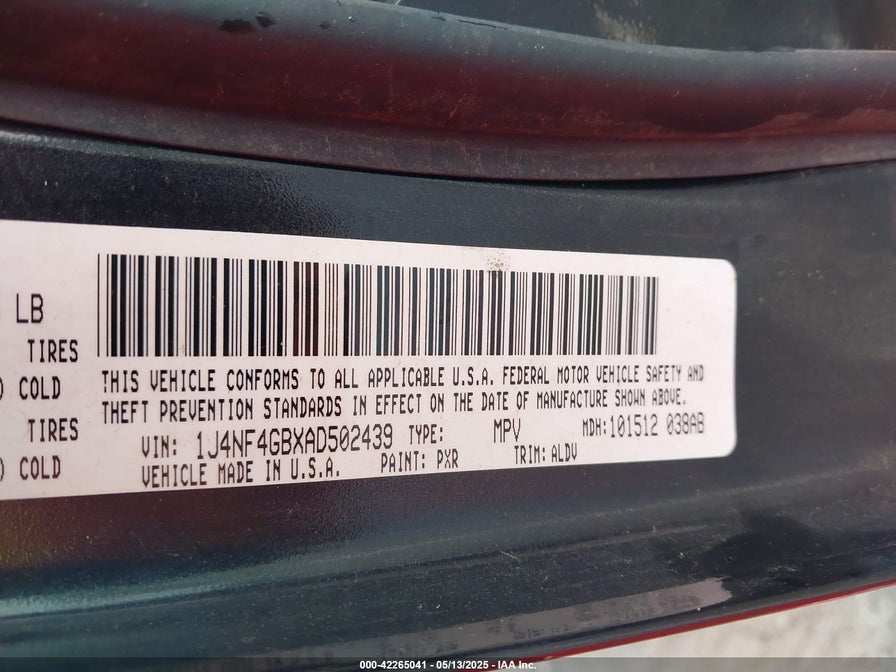 LB
TIRES
) COLD
TIRES
) COLD
THIS VEHICLE CONFORMS TO ALL APPLICABLE U.S.A. FEDERAL MOTOR VEHICLE SAFETY AND
THEFT PREVENTION STANDARDS IN EFFECT ON THE DATE OF MANUFACTURE SHOWN ABOVE.
VIN: 1J4NF4GBXAD502439 TYPE: MPV MDH:101512 038AB
VEHICLE MADE IN U.S.A. PAINT: PXR TRIM: ALDV
000-42265041 - 05/13/2025 - IAA Inc.